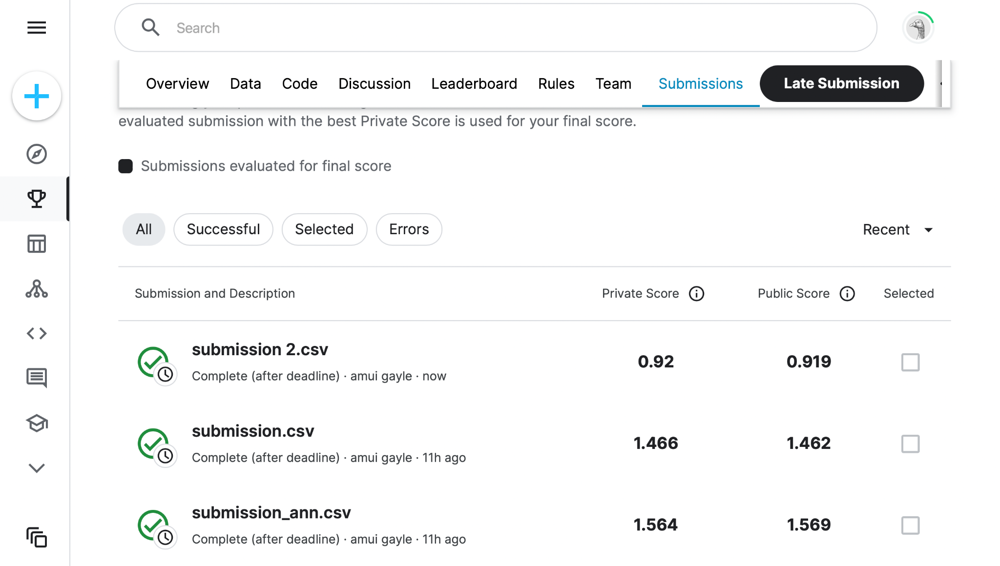 Search
Overview Data Code Discussion Leaderboard Rules Team Submissions Late Submission
evaluated submission with the best Private Score is used for your final score.
Submissions evaluated for final score
All Successful Selected Errors Recent
Submission and Description Private Score Public Score Selected
submission 2.csv
Complete (after deadline) · amui gayle · now
0.92 0.919
submission.csv
Complete (after deadline) · amui gayle · 11h ago
1.466 1.462
submission_ann.csv
Complete (after deadline) · amui gayle · 11h ago
1.564 1.569